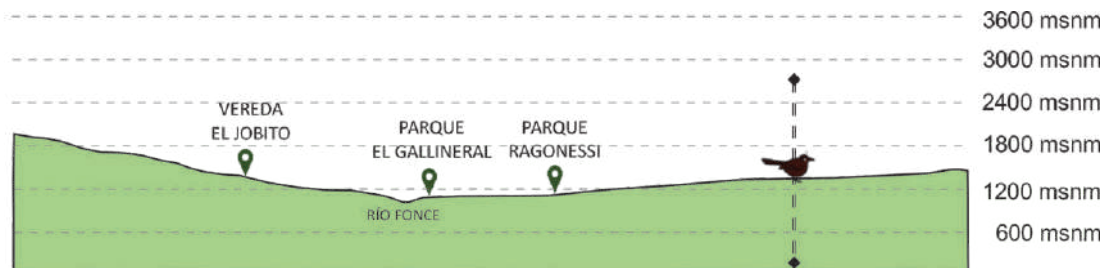 3600 msnm
3000 msnm
2400 msnm
VEREDA
EL JOBITO
PARQUE
EL GALLINERAL
PARQUE
RAGONESSI
1800 msnm
1200 msnm
RÍO FONCE
600 msnm